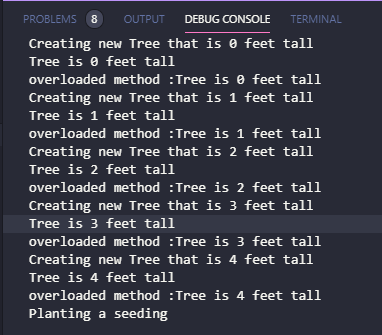 PROBLEMS 8 OUTPUT DEBUG CONSOLE TERMINAL
Creating new Tree that is 0 feet tall
Tree is 0 feet tall
overloaded method :Tree is 0 feet tall
Creating new Tree that is 1 feet tall
Tree is 1 feet tall
overloaded method :Tree is 1 feet tall
Creating new Tree that is 2 feet tall
Tree is 2 feet tall
overloaded method :Tree is 2 feet tall
Creating new Tree that is 3 feet tall
Tree is 3 feet tall
overloaded method :Tree is 3 feet tall
Creating new Tree that is 4 feet tall
Tree is 4 feet tall
overloaded method :Tree is 4 feet tall
Planting a seeding